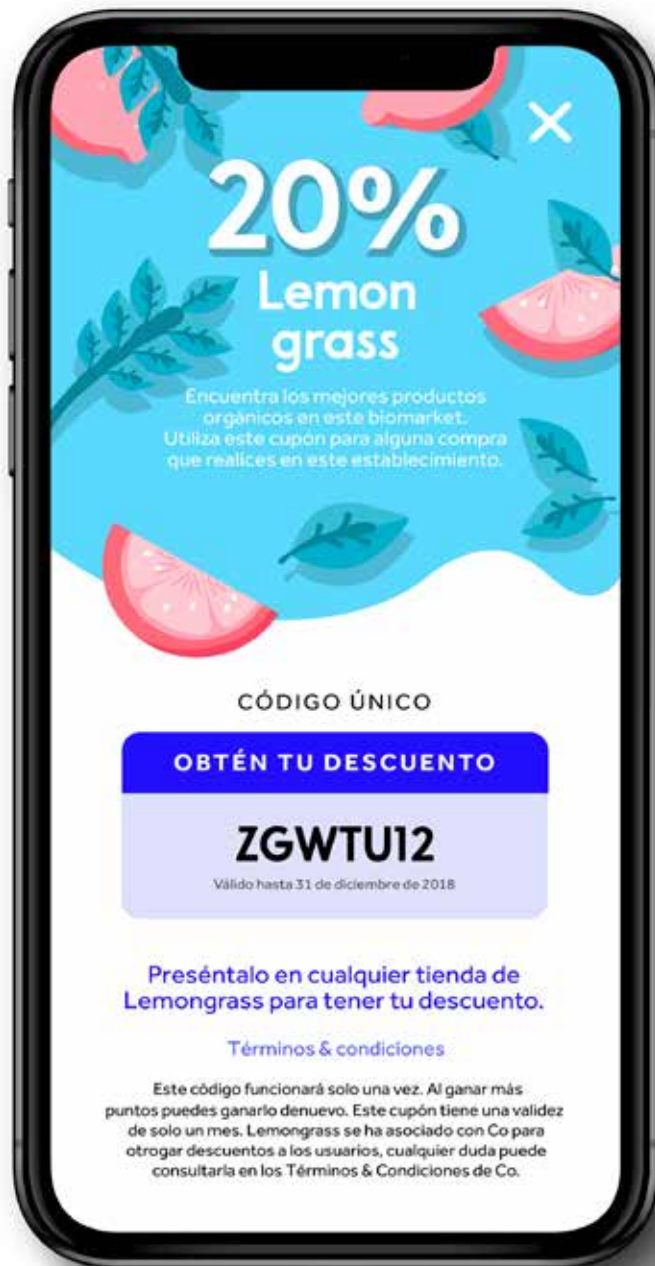 20%
Lemon
grass
Encuentra los mejores productos
orgánicos en este biomarket.
Utiliza este cupón para alguna compra
que realices en este establecimiento.
CÓDIGO ÚNICO
OBTÉN TU DESCUENTO
ZGWTU12
Válido hasta 31 de diciembre de 2018
Preséntalo en cualquier tienda de
Lemongrass para tener tu descuento.
Términos & condiciones
Este código funcionará solo una vez. Al ganar más
puntos puedes ganarlo denuevo. Este cupón tiene una validez
de solo un mes. Lemongrass se ha asociado con Co para
otrogar descuentos a los usuarios, cualquier duda puede
consultarla en los Términos & Condiciones de Co.